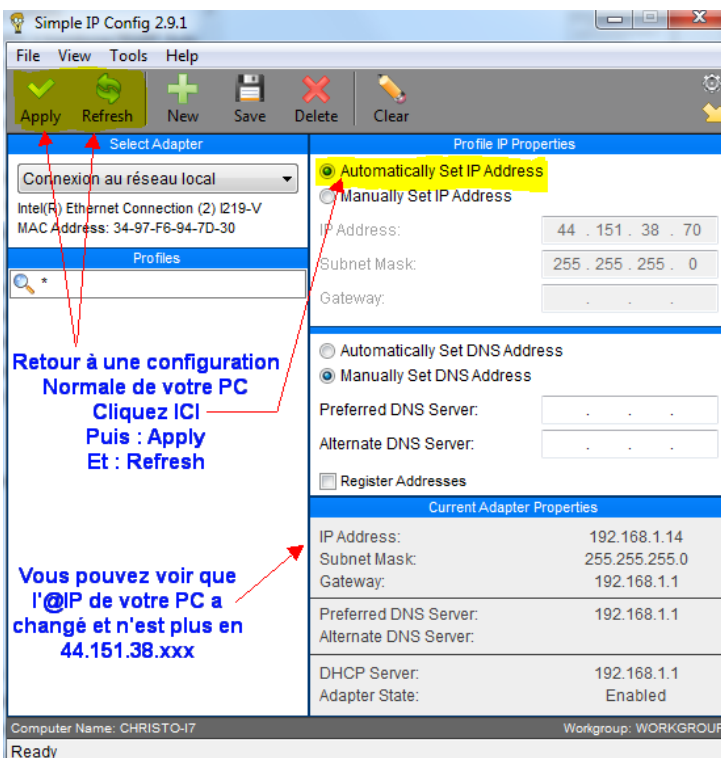 Simple IP Config 2.9.1
File View Tools Help
Apply Refresh New Save Delete Clear
Select Adapter
Connexion au réseau local
Intel(R) Ethernet Connection (2) I219-V
MAC Address: 34-97-F6-94-7D-30
Profiles
*
Retour à une configuration
Normale de votre PC
Cliquez ICI
Puis : Apply
Et : Refresh
Vous pouvez voir que
l'@IP de votre PC a
changé et n'est plus en
44.151.38.xxx
Profile IP Properties
Automatically Set IP Address
Manually Set IP Address
IP Address: 44 . 151 . 38 . 70
Subnet Mask: 255 . 255 . 255 . 0
Gateway: . . .
Automatically Set DNS Address
Manually Set DNS Address
Preferred DNS Server: . . .
Alternate DNS Server: . . .
Register Addresses
Current Adapter Properties
IP Address: 192.168.1.14
Subnet Mask: 255.255.255.0
Gateway: 192.168.1.1
Preferred DNS Server: 192.168.1.1
Alternate DNS Server:
DHCP Server: 192.168.1.1
Adapter State: Enabled
Computer Name: CHRISTO-I7 Workgroup: WORKGROUP
Ready